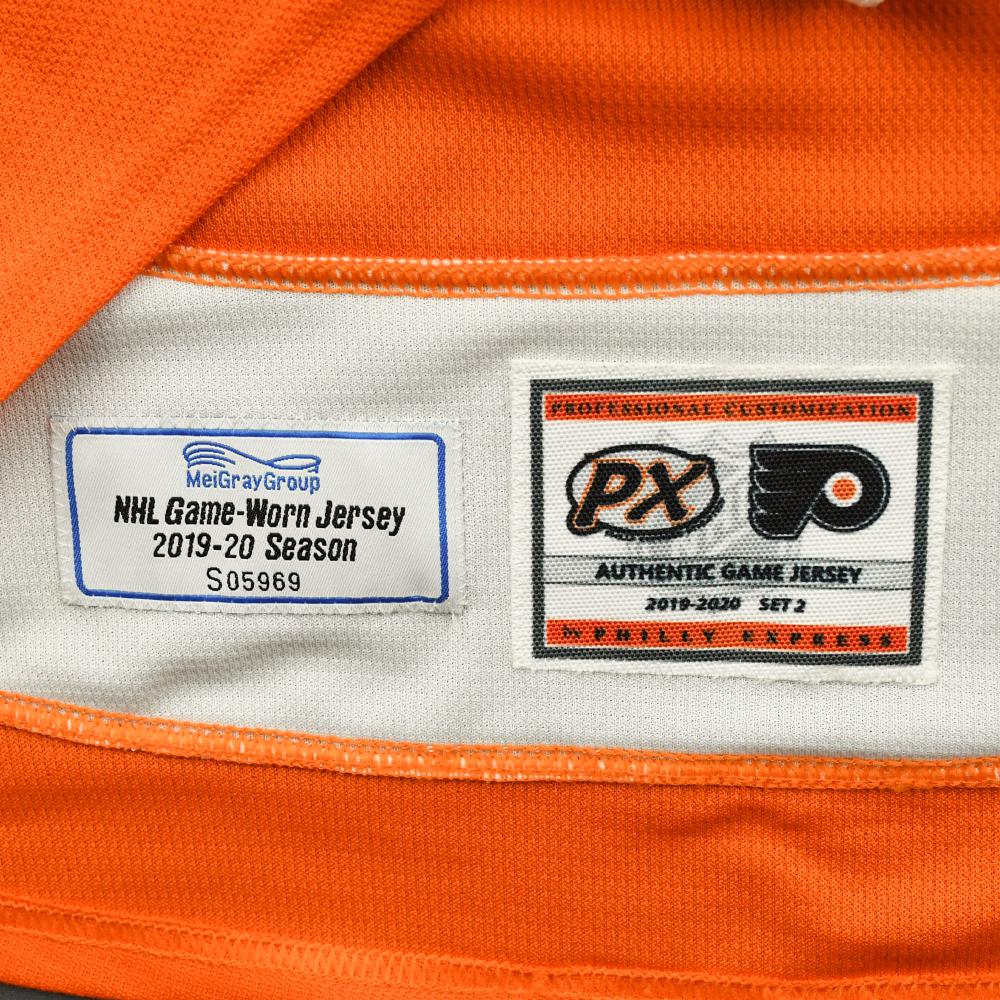 MeiGrayGroup
NHL Game-Worn Jersey
2019-20 Season
S05969
PROFESSIONAL CUSTOMIZATION
PX
AUTHENTIC GAME JERSEY
2019-2020 SET 2
by PHILLY EXPRESS